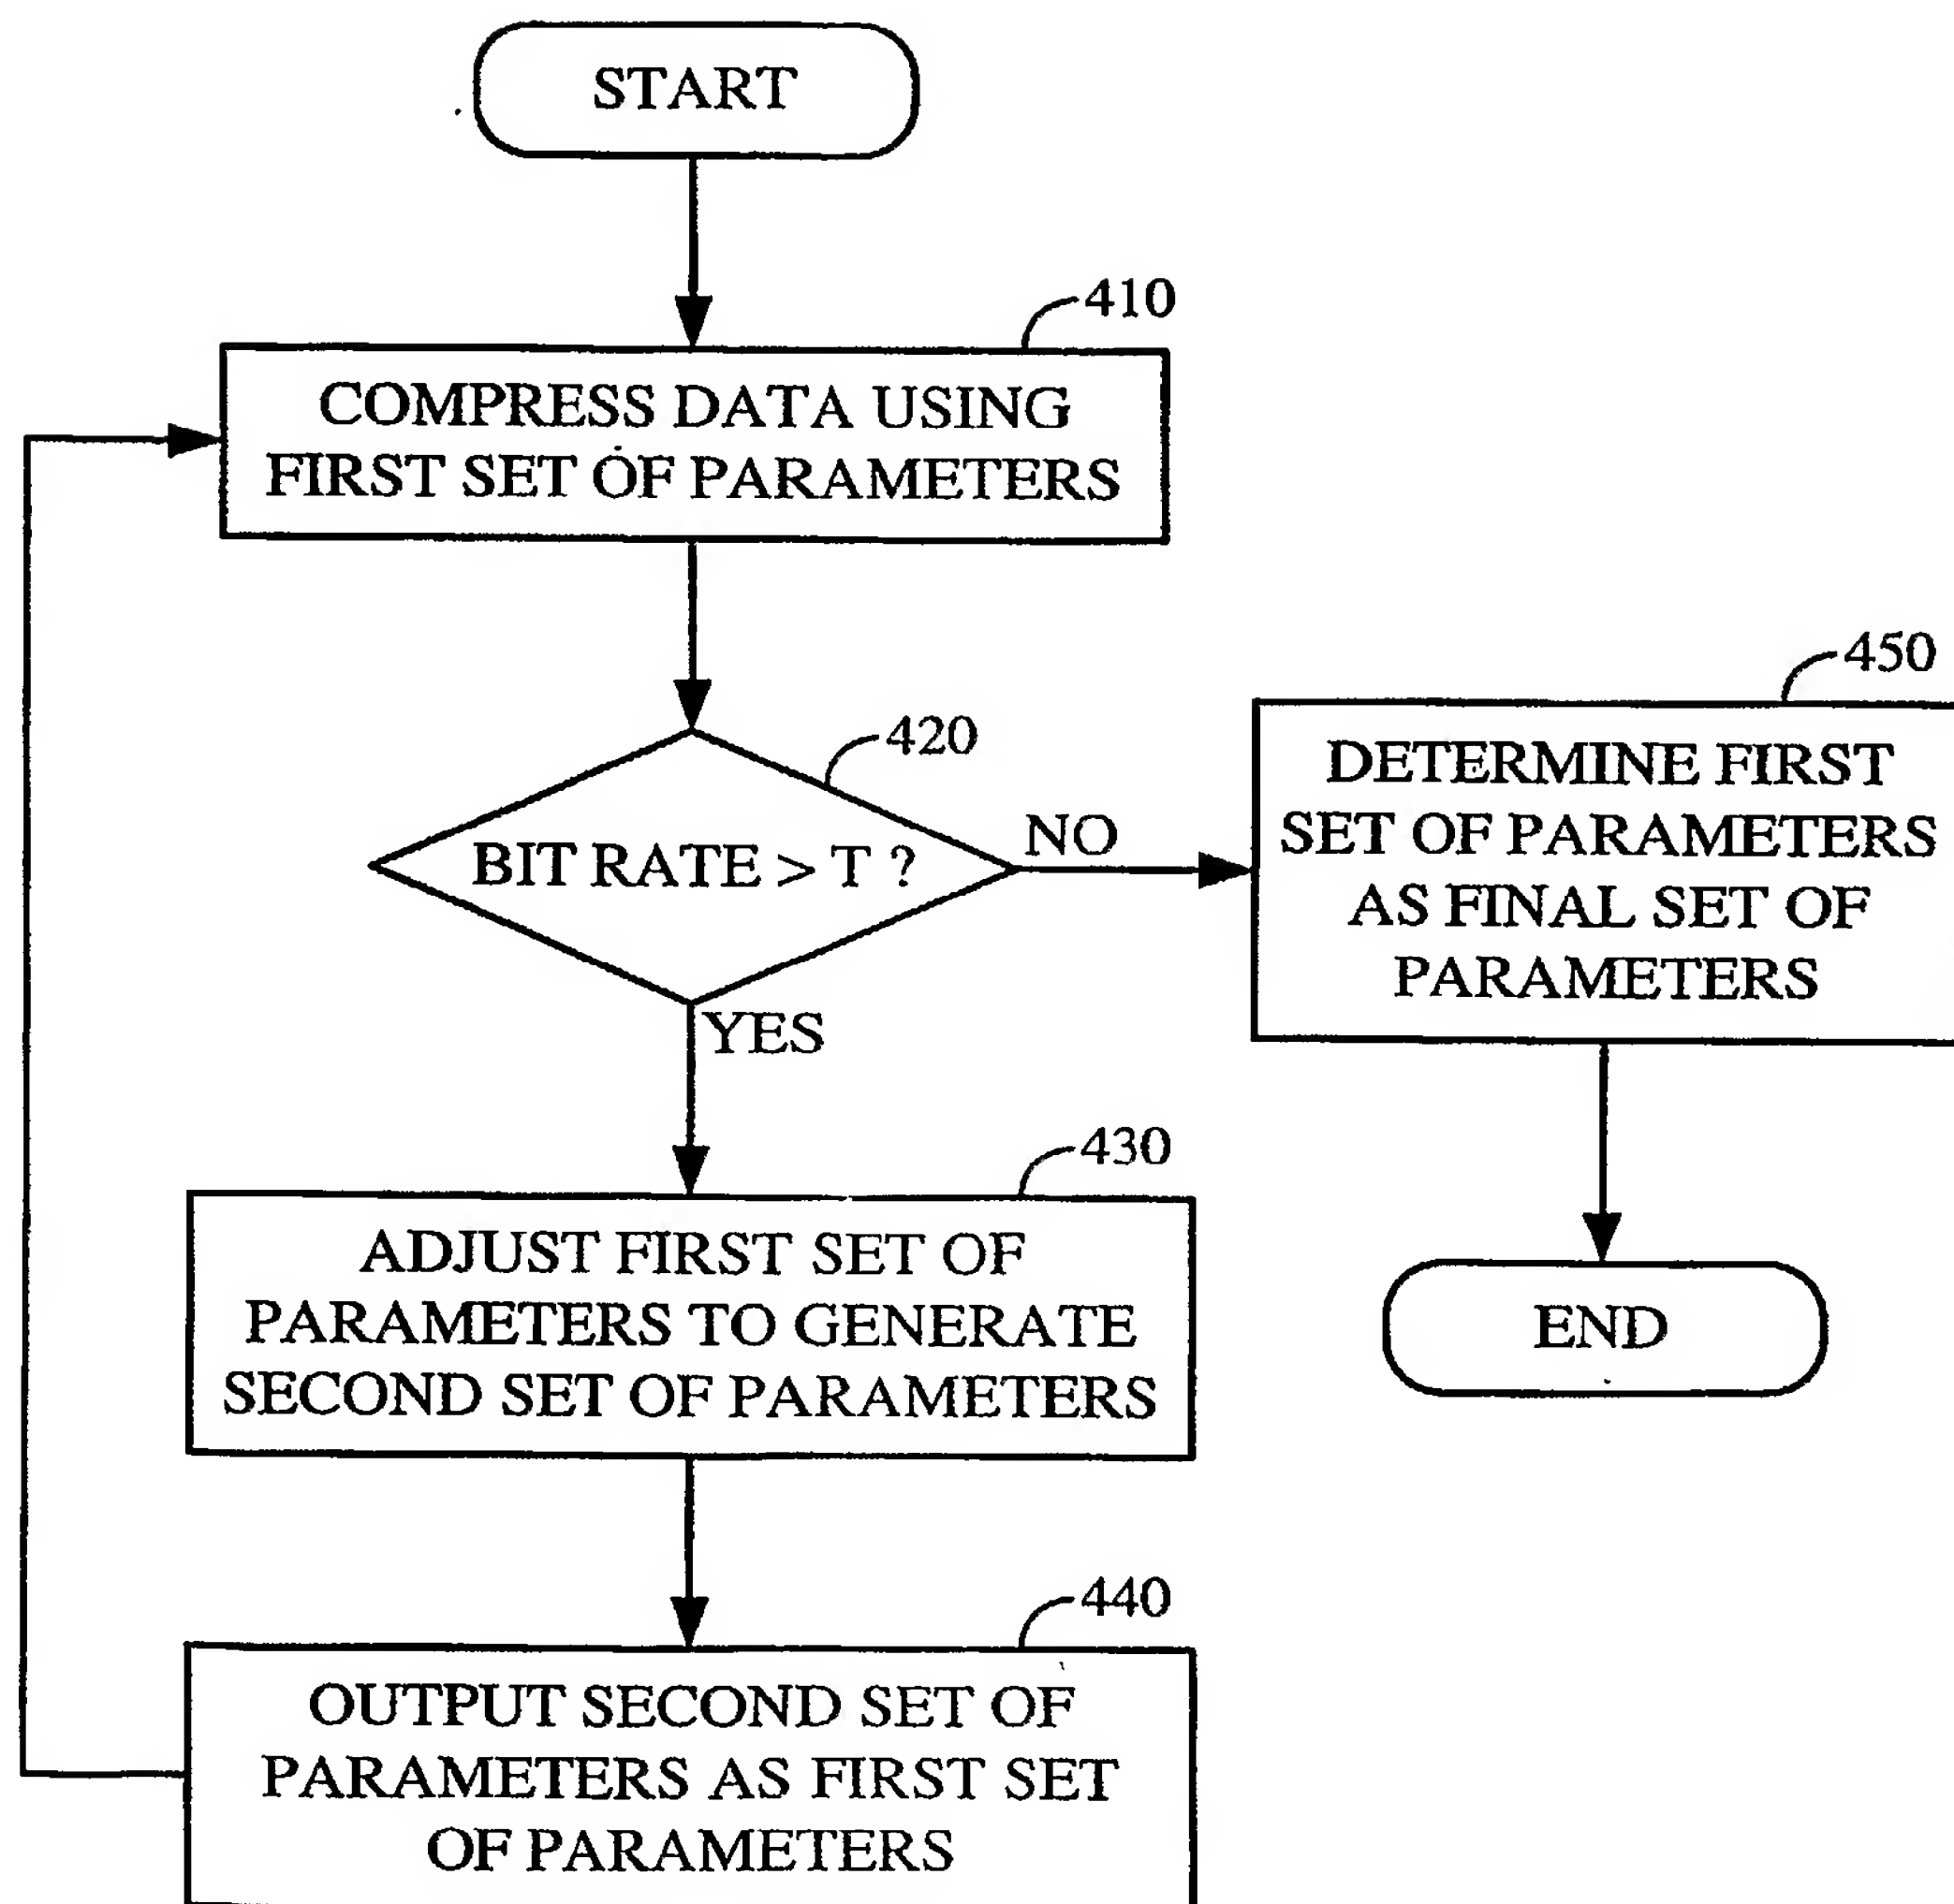 START
410
COMPRESS DATA USING
FIRST SET OF PARAMETERS
420
BIT RATE > T ?
NO
YES
450
DETERMINE FIRST
SET OF PARAMETERS
AS FINAL SET OF
PARAMETERS
END
430
ADJUST FIRST SET OF
PARAMETERS TO GENERATE
SECOND SET OF PARAMETERS
440
OUTPUT SECOND SET OF
PARAMETERS AS FIRST SET
OF PARAMETERS